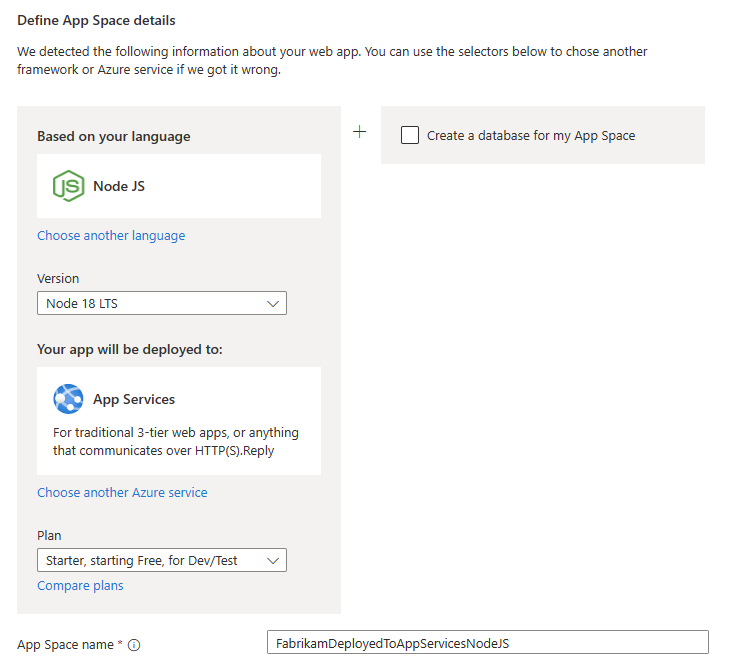 Define App Space details
We detected the following information about your web app. You can use the selectors below to chose another
framework or Azure service if we got it wrong.
Based on your language
JS Node JS
Choose another language
Version
Node 18 LTS
Your app will be deployed to:
App Services
For traditional 3-tier web apps, or anything
that communicates over HTTP(S).Reply
Choose another Azure service
Plan
Starter, starting Free, for Dev/Test
Compare plans
+
Create a database for my App Space
App Space name *
FabrikamDeployedToAppServicesNodeJS